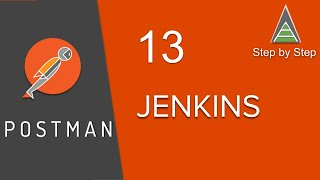 13
Step by Step
JENKINS
POSTMAN